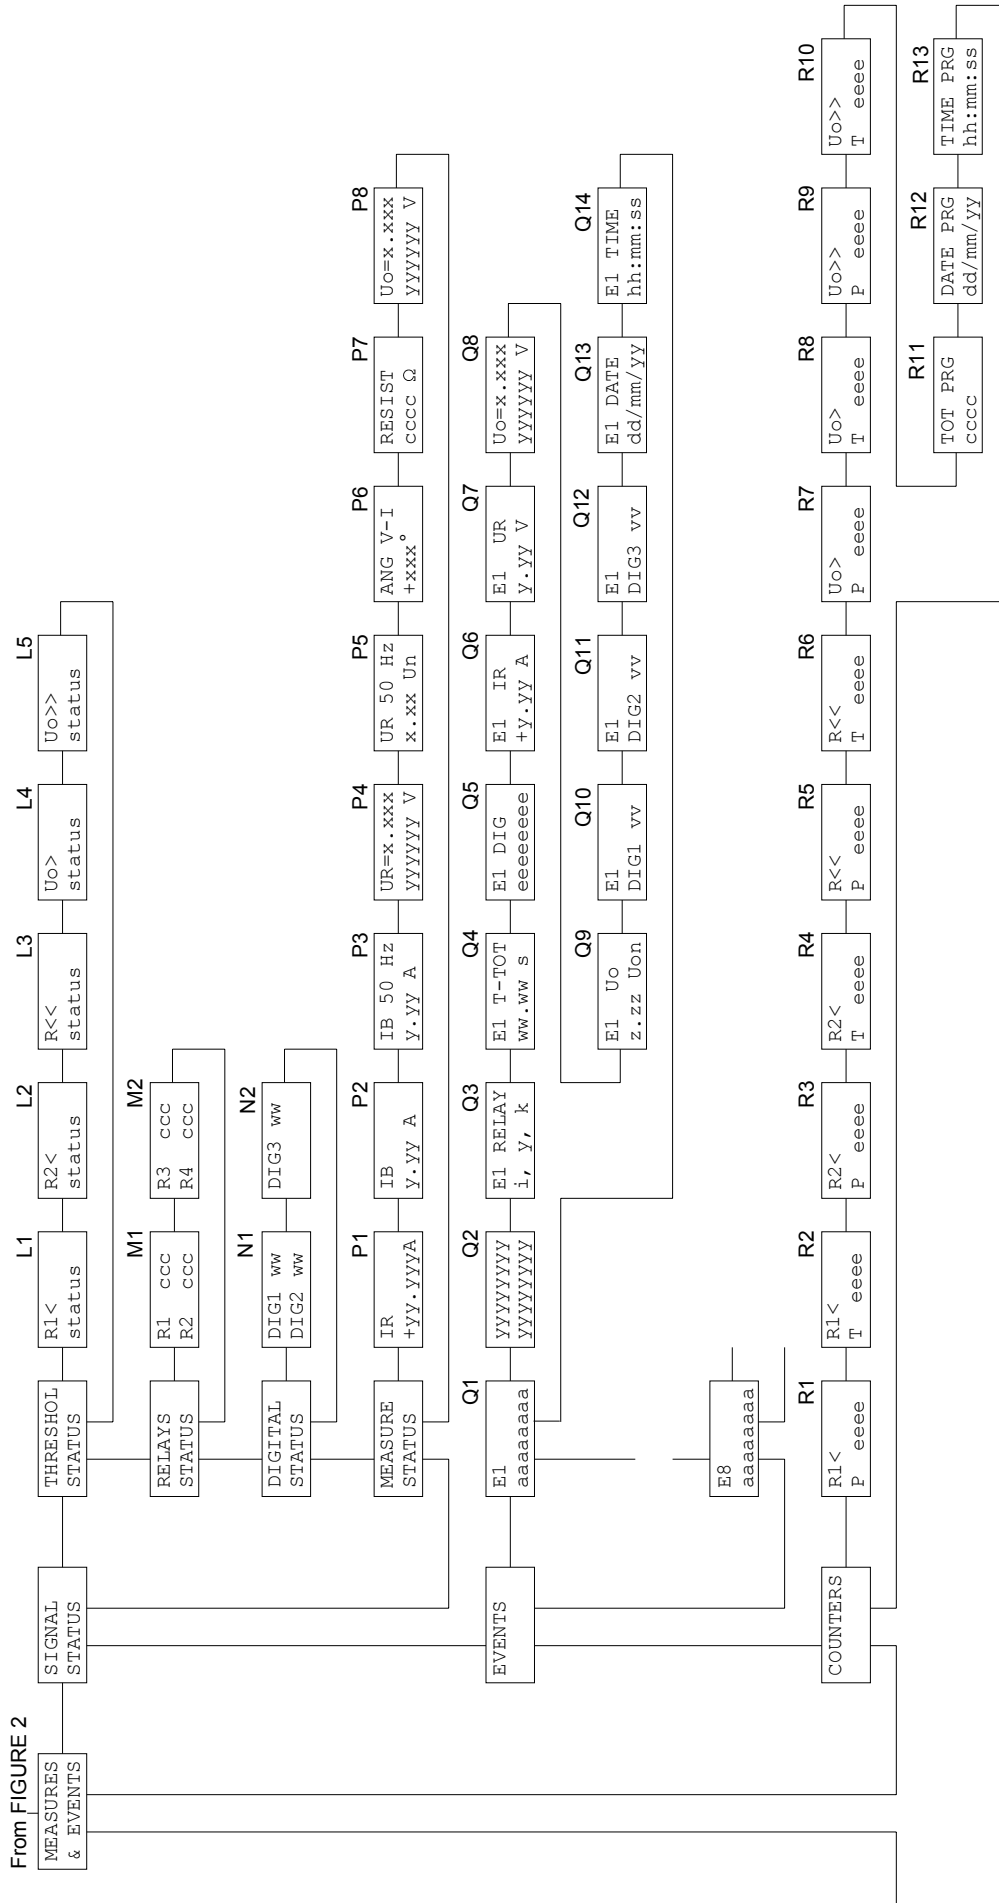 From FIGURE 2
MEASURES
& EVENTS
SIGNAL
STATUS
THRESHOL
STATUS
L1
R1<
status
L2
R2<
status
L3
R<<
status
L4
Uo>
status
L5
Uo>>
status
RELAYS
STATUS
M1
R1 ccc
R2 ccc
M2
R3 ccc
R4 ccc
DIGITAL
STATUS
N1
DIG1 ww
DIG2 ww
N2
DIG3 ww
MEASURE
STATUS
P1
IR
+yy.yyyA
P2
IB
y.yy A
P3
IB 50 Hz
y.yy A
P4
UR=x.xxx
yyyyyy V
P5
UR 50 Hz
x.xx Un
P6
ANG V-I
+xxx°
P7
RESIST
cccc Ω
P8
Uo=x.xxx
yyyyyy V
EVENTS
Q1
E1
aaaaaaaa
Q2
yyyyyyyy
yyyyyyyy
Q3
E1 RELAY
i, y, k
Q4
E1 T-TOT
ww.ww s
Q5
E1 DIG
eeeeeeee
Q6
E1 IR
+y.yy A
Q7
E1 UR
y.yy V
Q8
Uo=x.xxx
yyyyyy V
Q9
E1 Uo
z.zz Uon
Q10
E1
DIG1 vv
Q11
E1
DIG2 vv
Q12
E1
DIG3 vv
Q13
E1 DATE
dd/mm/yy
Q14
E1 TIME
hh:mm:ss
E8
aaaaaaaa
COUNTERS
R1
R1<
P eeee
R2
R1<
T eeee
R3
R2<
P eeee
R4
R2<
T eeee
R5
R<<
P eeee
R6
R<<
T eeee
R7
Uo>
P eeee
R8
Uo>
T eeee
R9
Uo>>
P eeee
R10
Uo>>
T eeee
R11
TOT PRG
cccc
R12
DATE PRG
dd/mm/yy
R13
TIME PRG
hh:mm:ss